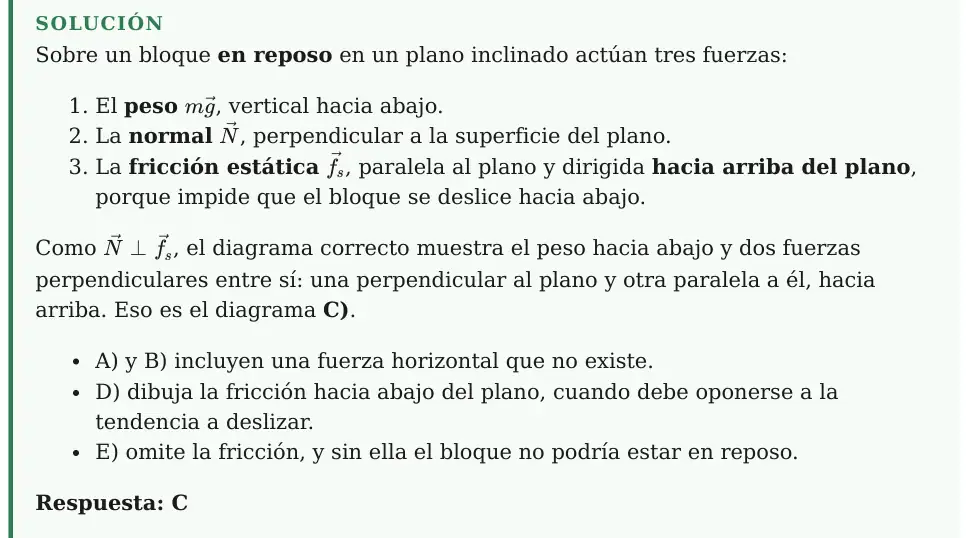 SOLUCIÓN
Sobre un bloque en reposo en un plano inclinado actúan tres fuerzas:
1. El peso $m\vec{g}$, vertical hacia abajo.
2. La normal $\vec{N}$, perpendicular a la superficie del plano.
3. La fricción estática $\vec{f}_s$, paralela al plano y dirigida hacia arriba del plano,
porque impide que el bloque se deslice hacia abajo.
Como $\vec{N} \perp \vec{f}_s$, el diagrama correcto muestra el peso hacia abajo y dos fuerzas
perpendiculares entre sí: una perpendicular al plano y otra paralela a él, hacia
arriba. Eso es el diagrama C).
• A) y B) incluyen una fuerza horizontal que no existe.
• D) dibuja la fricción hacia abajo del plano, cuando debe oponerse a la
tendencia a deslizar.
• E) omite la fricción, y sin ella el bloque no podría estar en reposo.
Respuesta: C